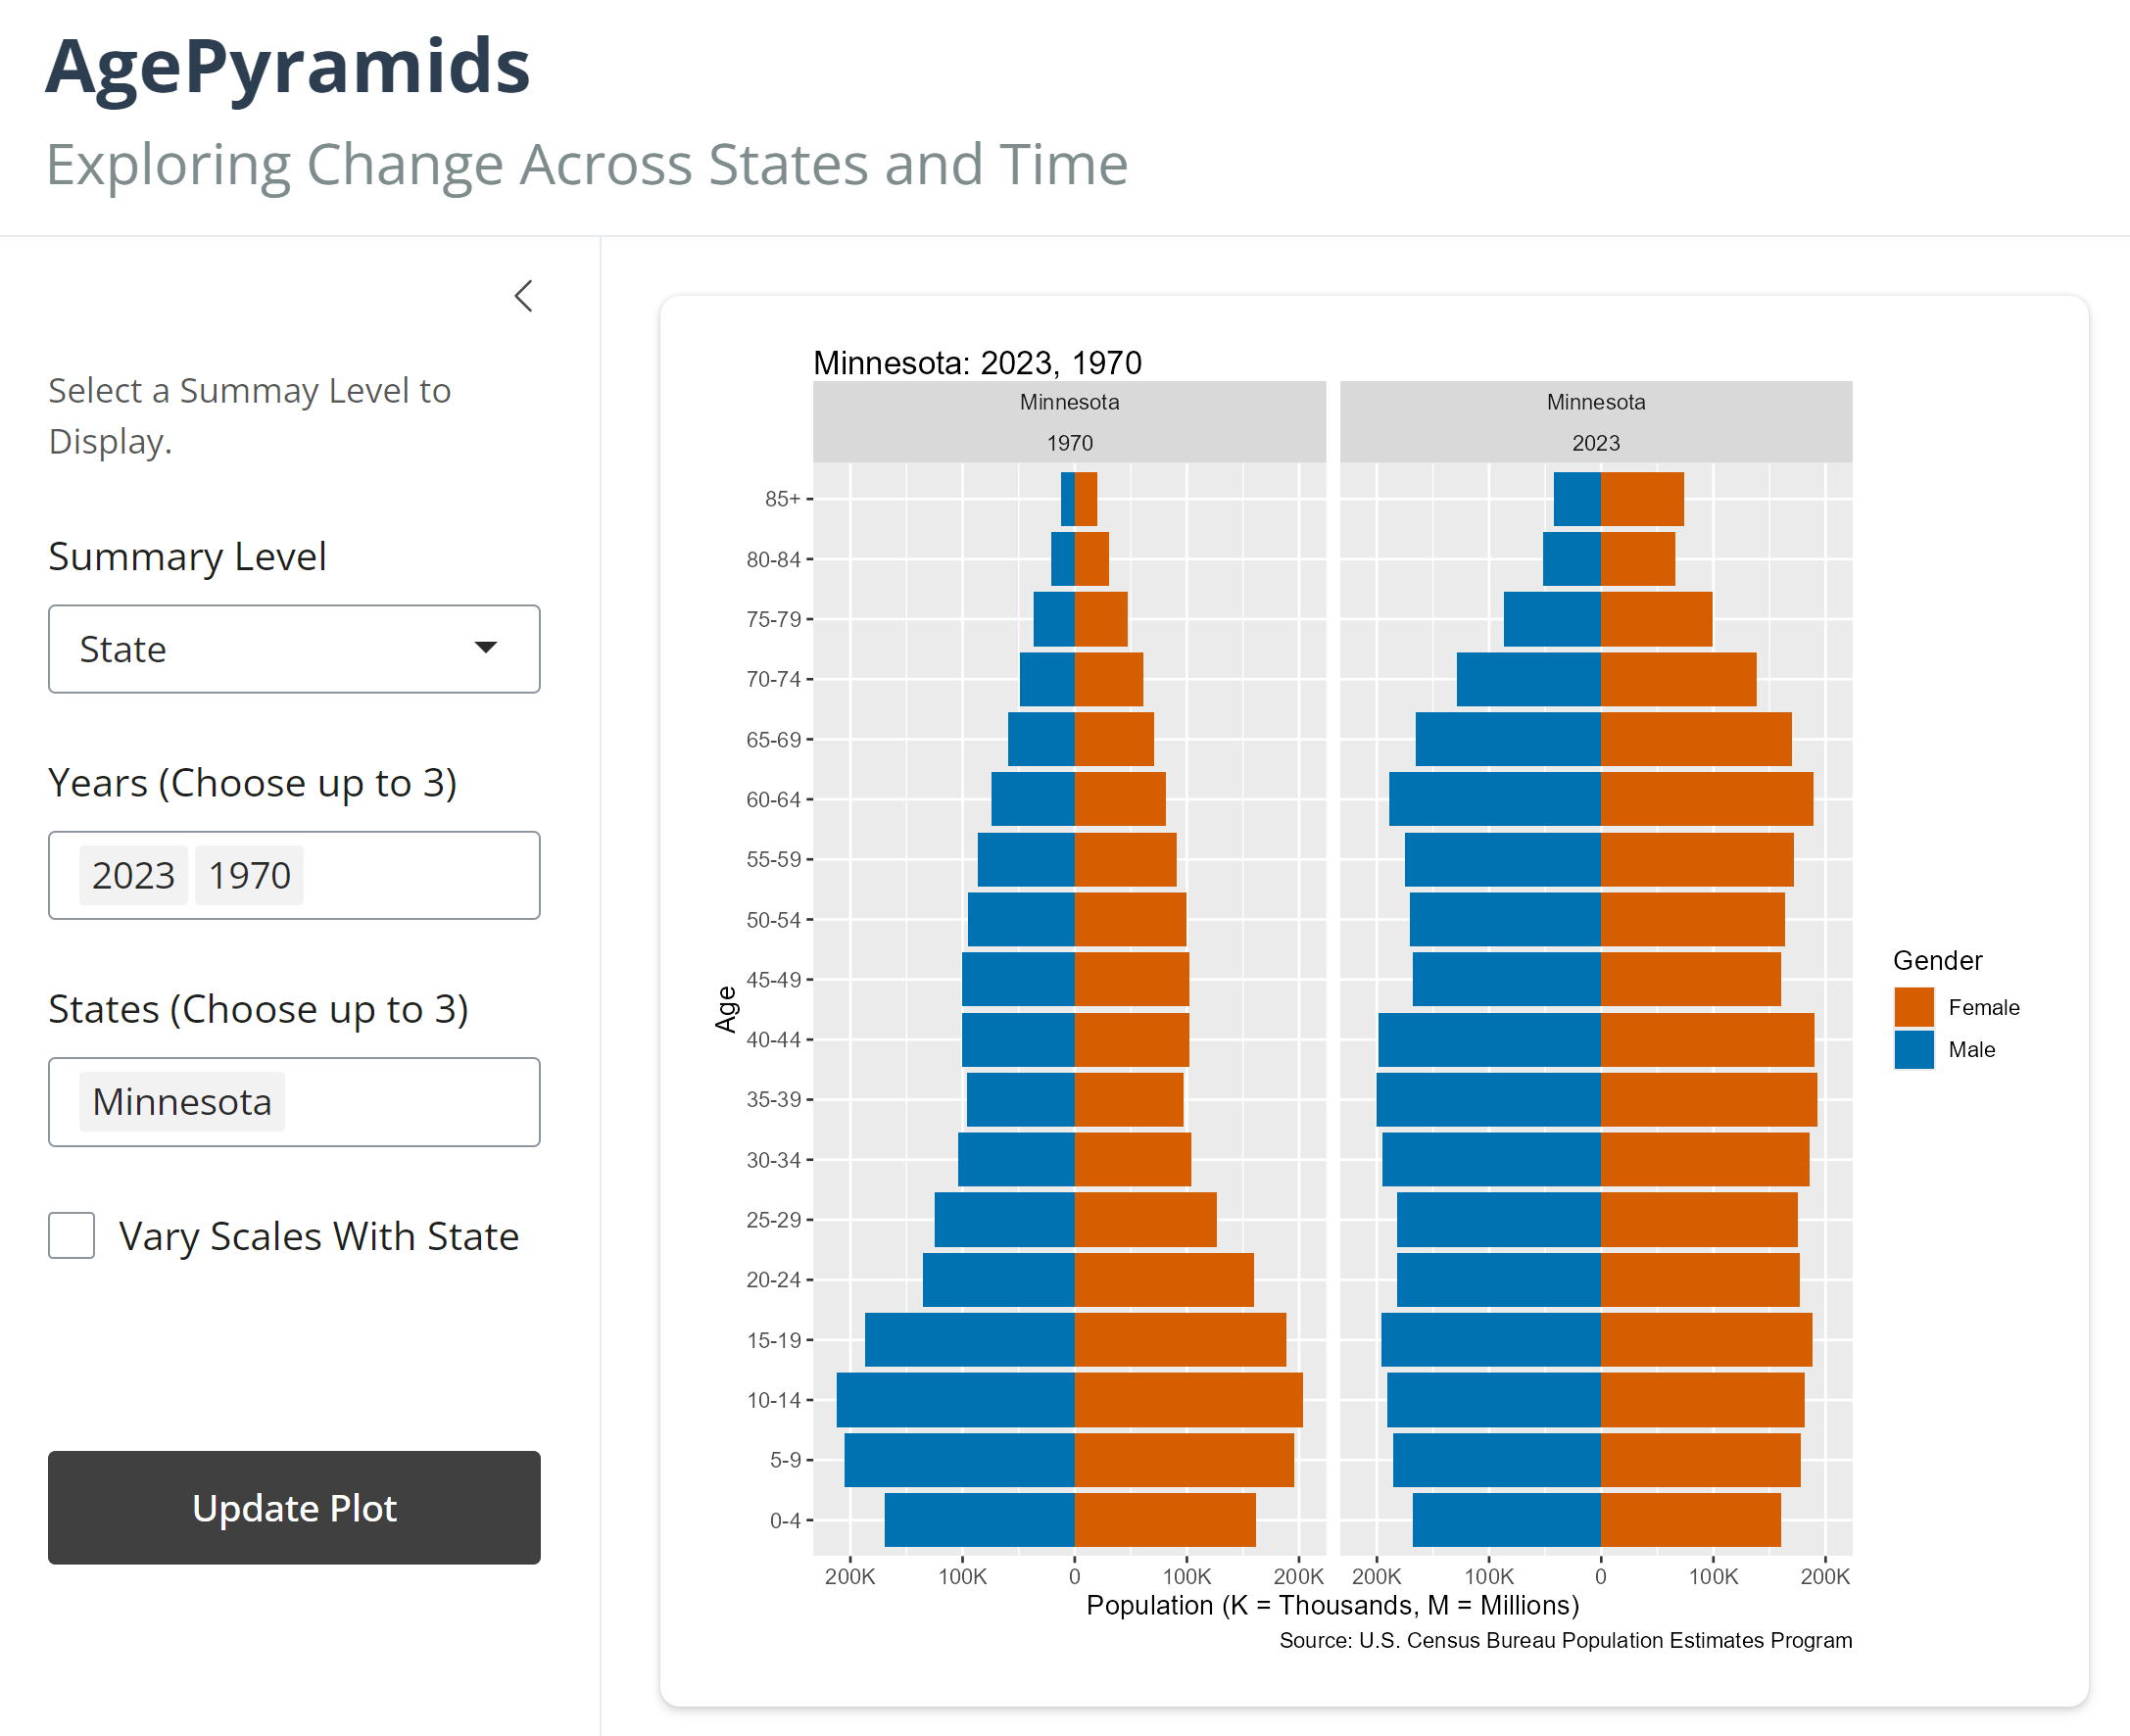 AgePyramids
Exploring Change Across States and Time
Select a Summay Level to
Display.
Summary Level
State
Years (Choose up to 3)
2023 1970
States (Choose up to 3)
Minnesota
Vary Scales With State
Update Plot
Minnesota: 2023, 1970
Minnesota Minnesota
1970 2023
85+
80-84
75-79
70-74
65-69
60-64
55-59
50-54
45-49
40-44
35-39
30-34
25-29
20-24
15-19
10-14
5-9
0-4
Age
200K 100K 0 100K 200K 200K 100K 0 100K 200K
Population (K = Thousands, M = Millions)
Source: U.S. Census Bureau Population Estimates Program
Gender
Female
Male